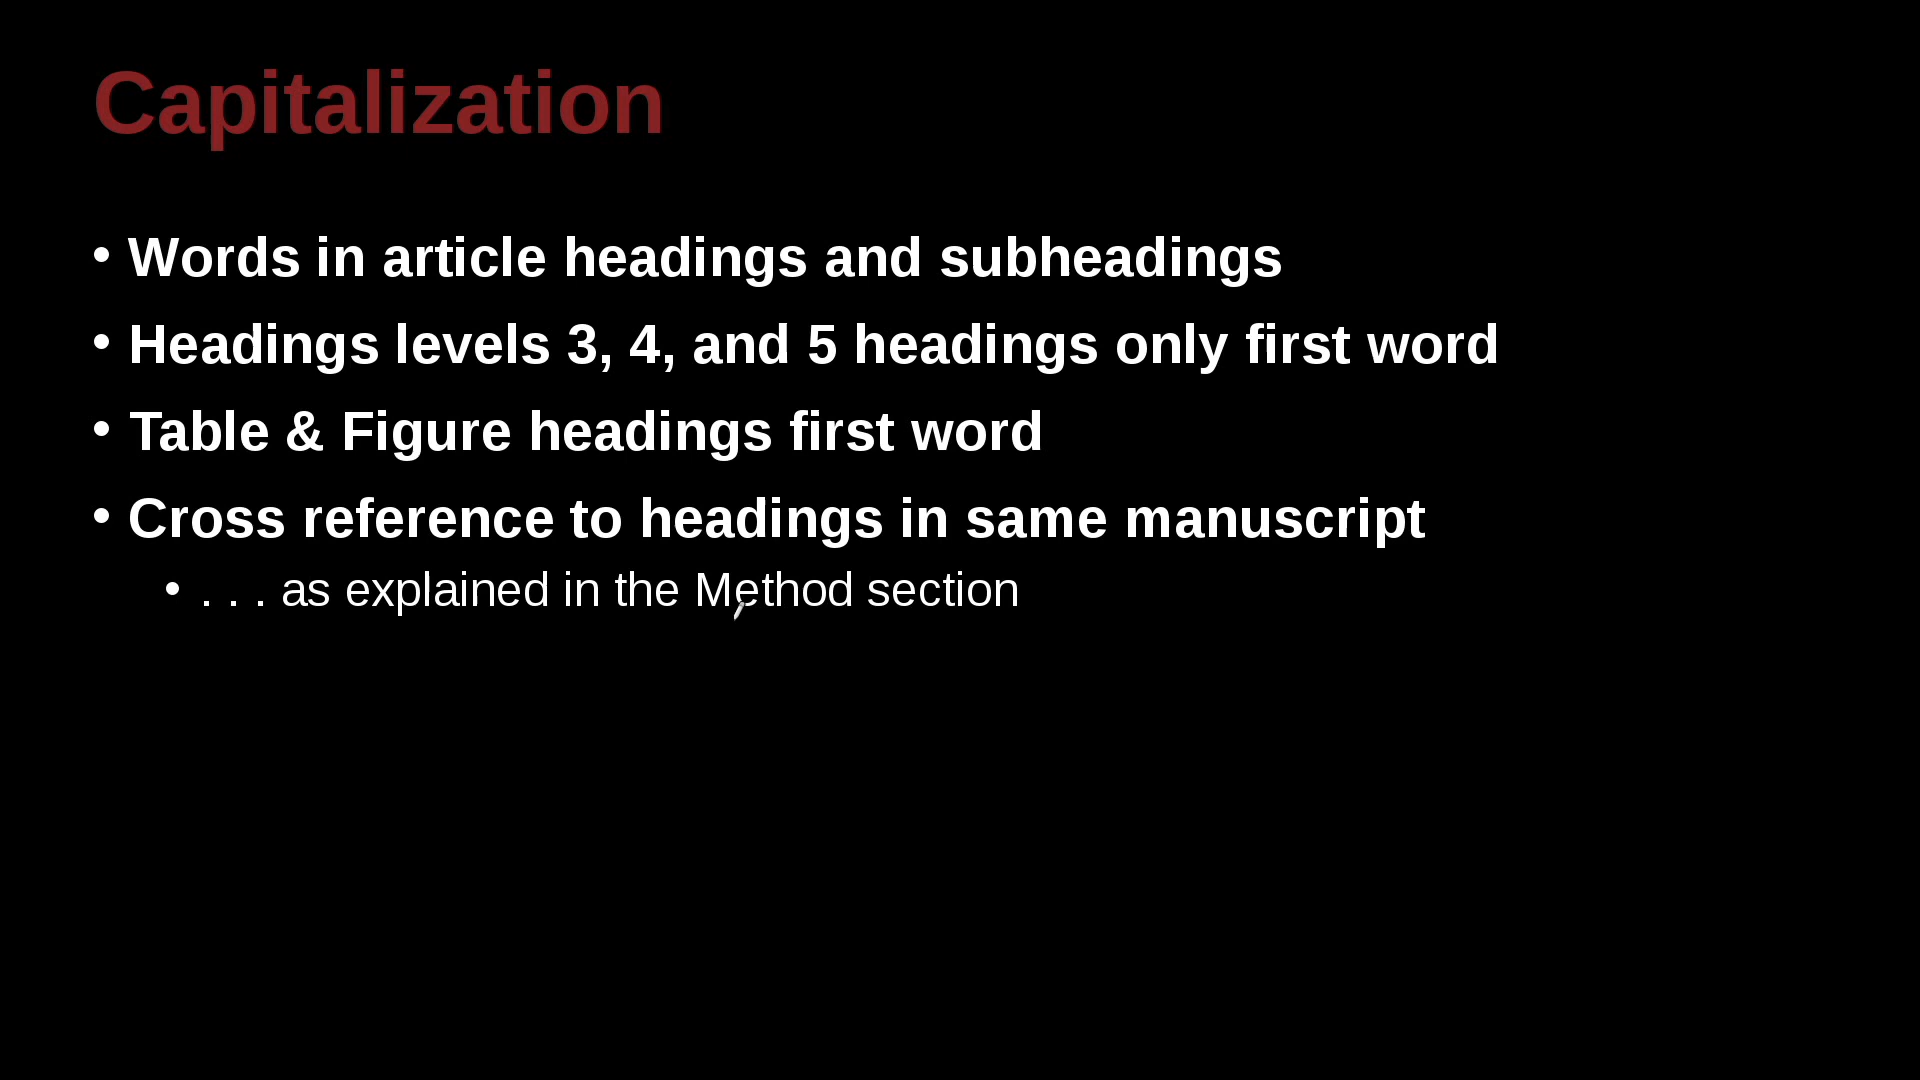 Capitalization
• Words in article headings and subheadings
• Headings levels 3, 4, and 5 headings only first word
• Table & Figure headings first word
• Cross reference to headings in same manuscript
• . . . as explained in the Method section